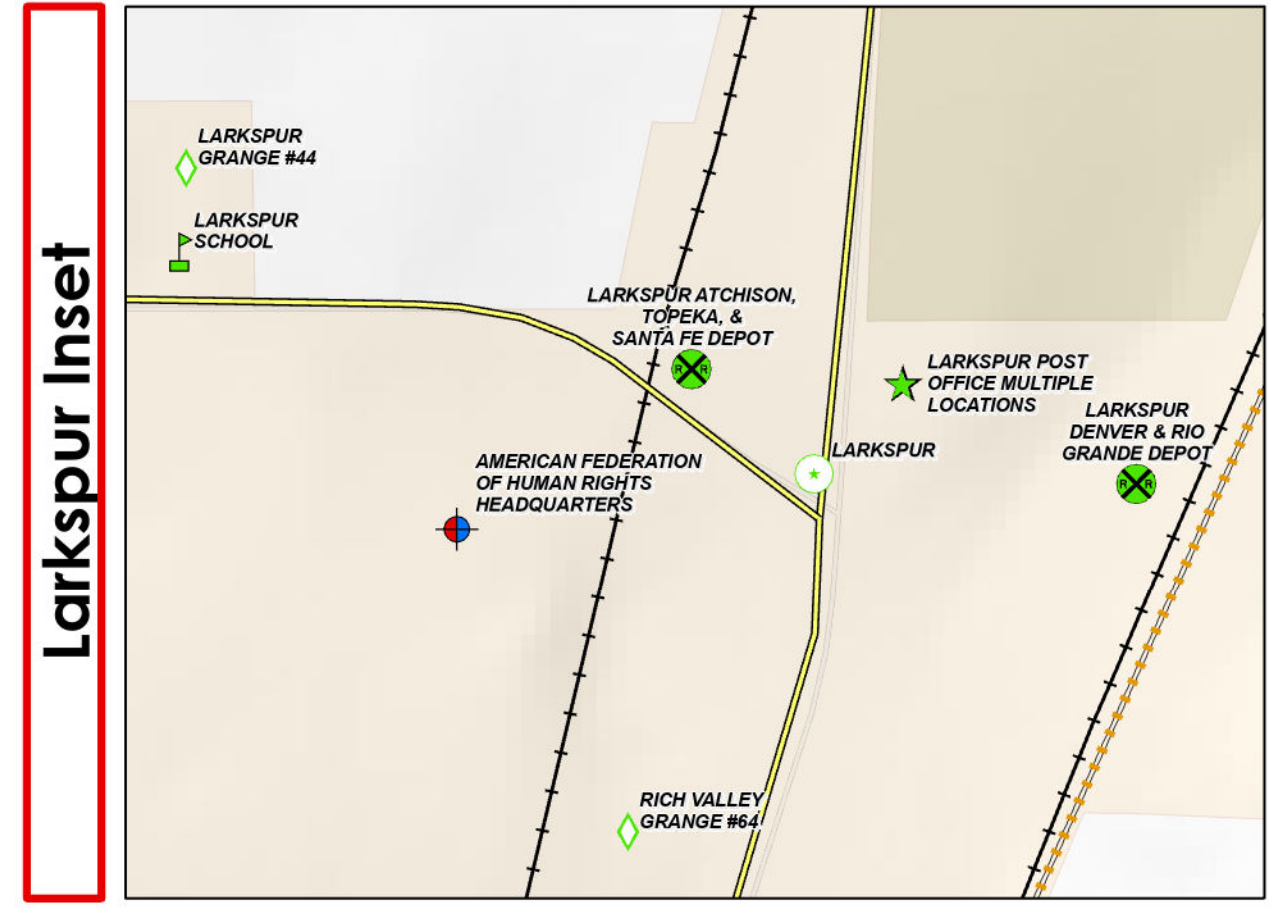 Larkspur Inset
LARKSPUR
GRANGE #44
LARKSPUR
SCHOOL
LARKSPUR ATCHISON,
TOPEKA, &
SANTA FE DEPOT
R R
LARKSPUR POST
OFFICE MULTIPLE
LOCATIONS
LARKSPUR
DENVER & RIO
GRANDE DEPOT
R R
LARKSPUR
AMERICAN FEDERATION
OF HUMAN RIGHTS
HEADQUARTERS
RICH VALLEY
GRANGE #64